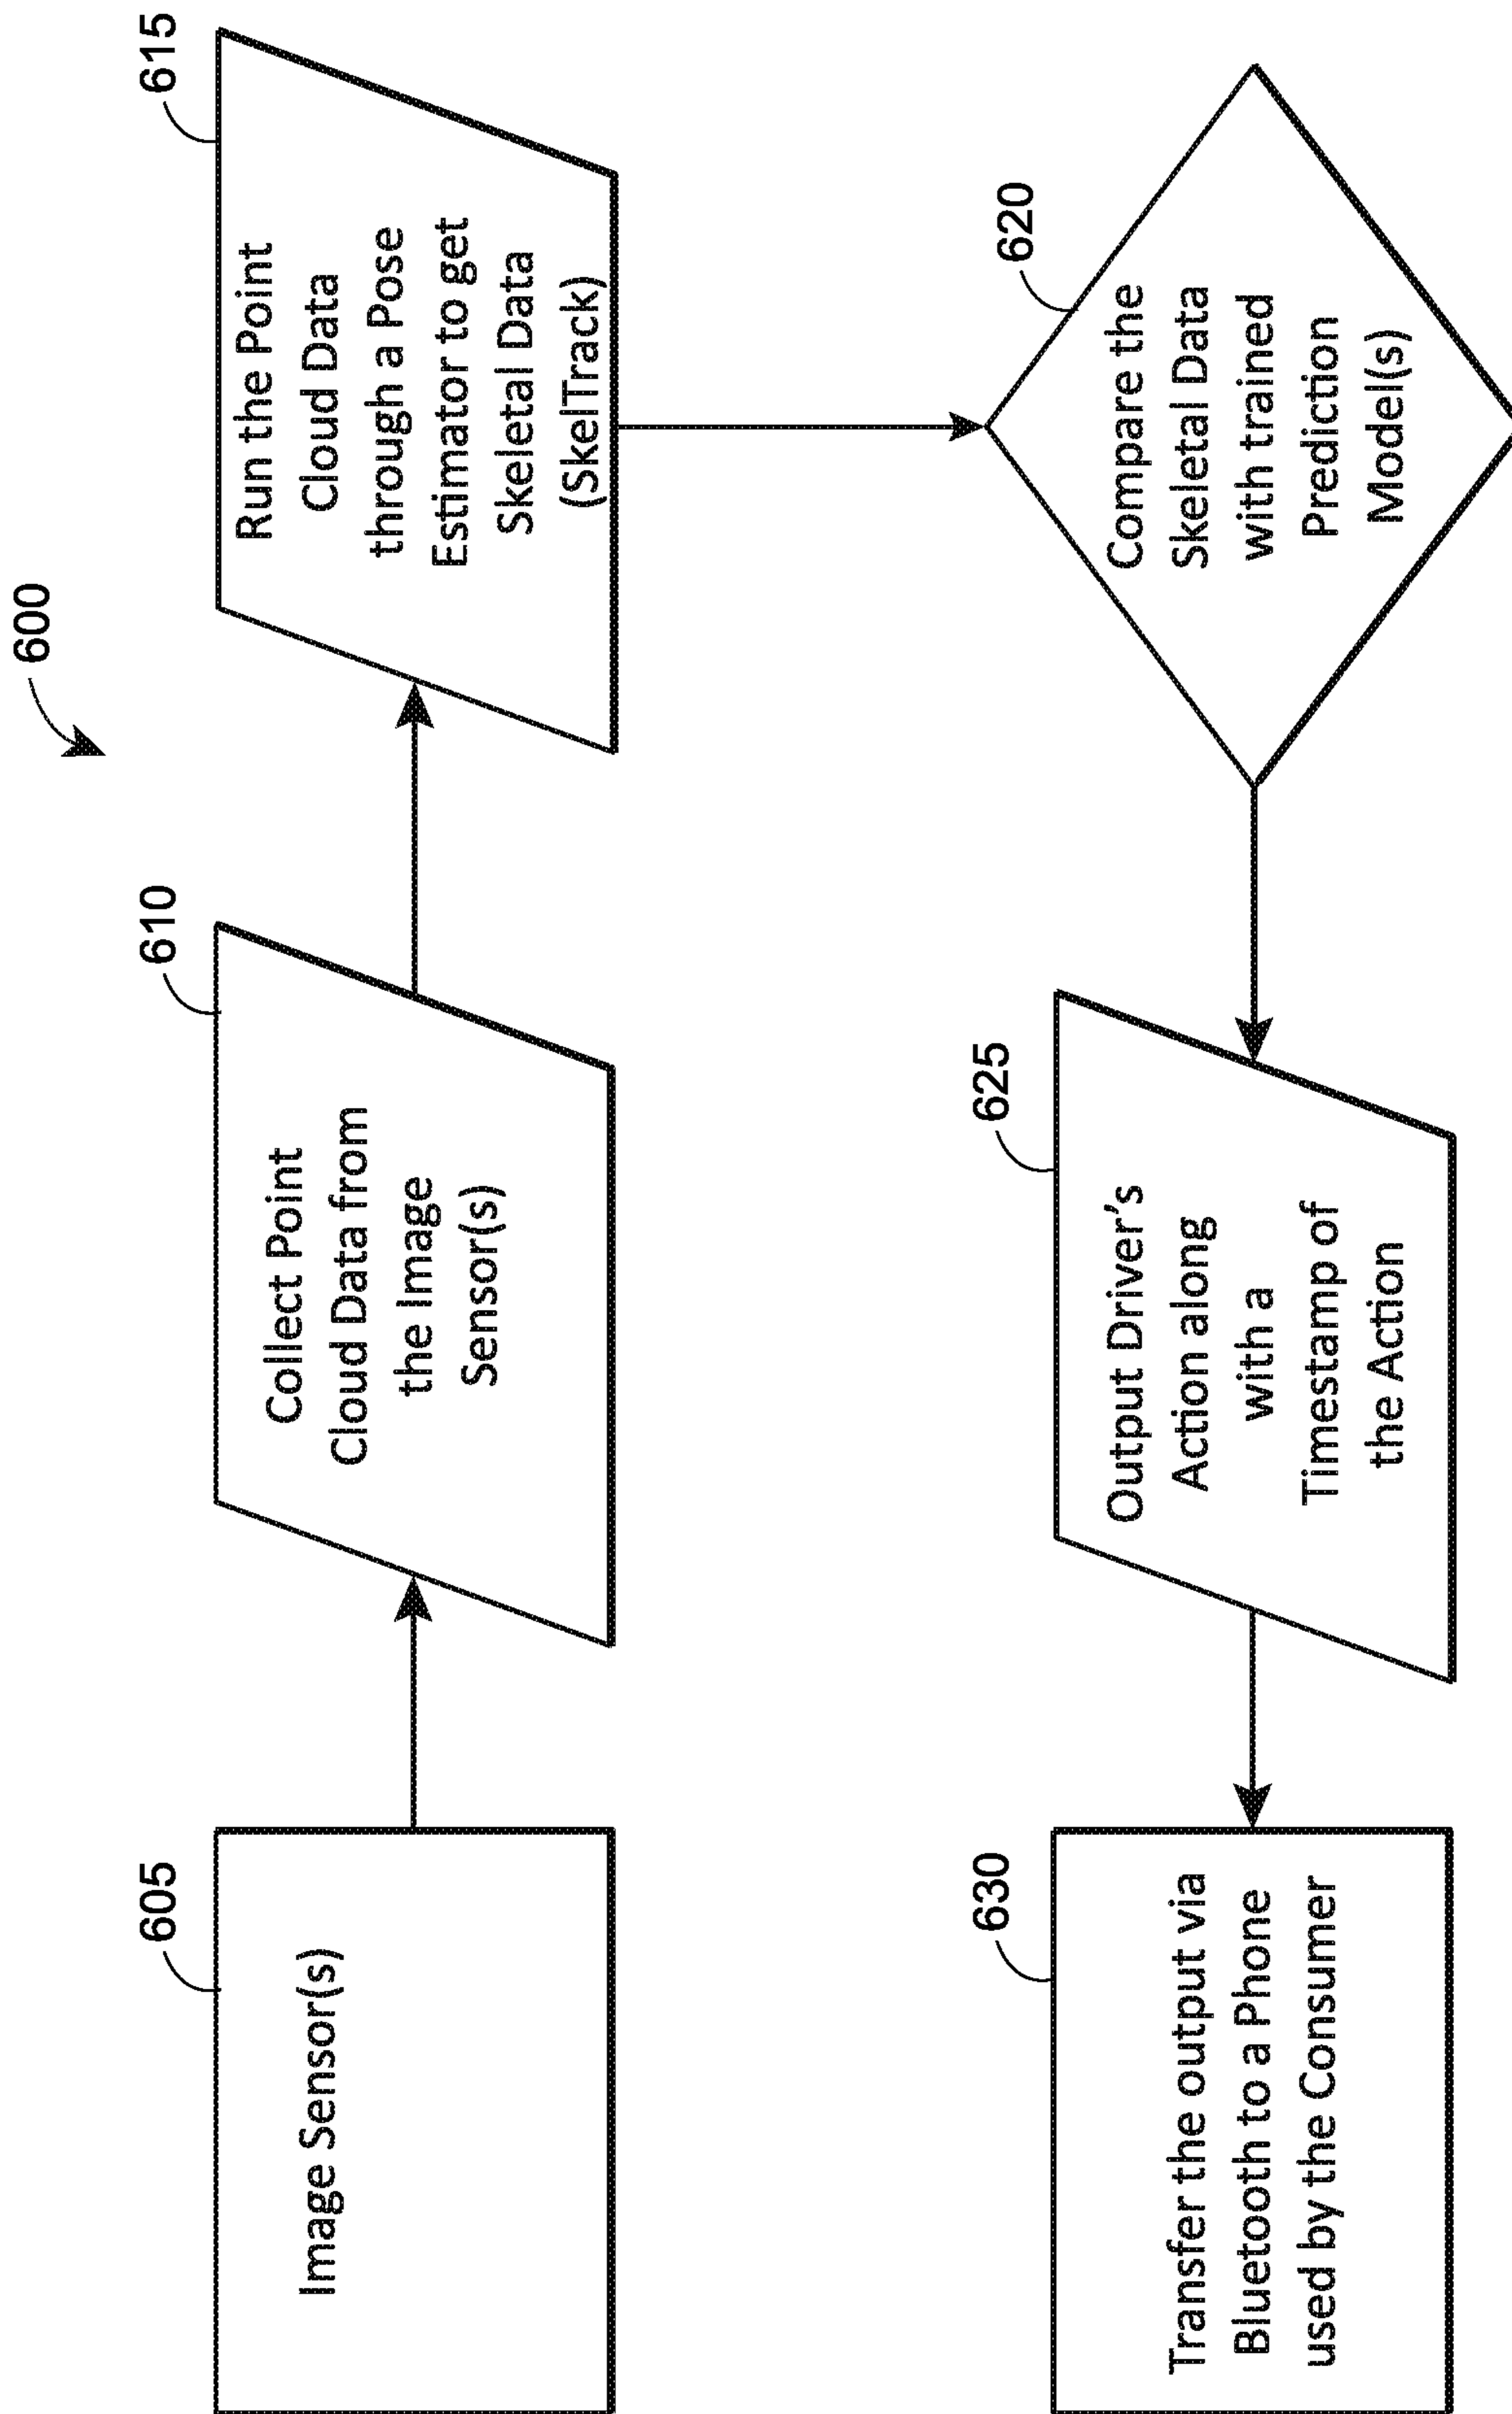 600
605
Image Sensor(s)
610
Collect Point
Cloud Data from
the Image
Sensor(s)
615
Run the Point
Cloud Data
through a Pose
Estimator to get
Skeletal Data
(SkelTrack)
620
Compare the
Skeletal Data
with trained
Prediction
Model(s)
625
Output Driver's
Action along
with a
Timestamp of
the Action
630
Transfer the output via
Bluetooth to a Phone
used by the Consumer